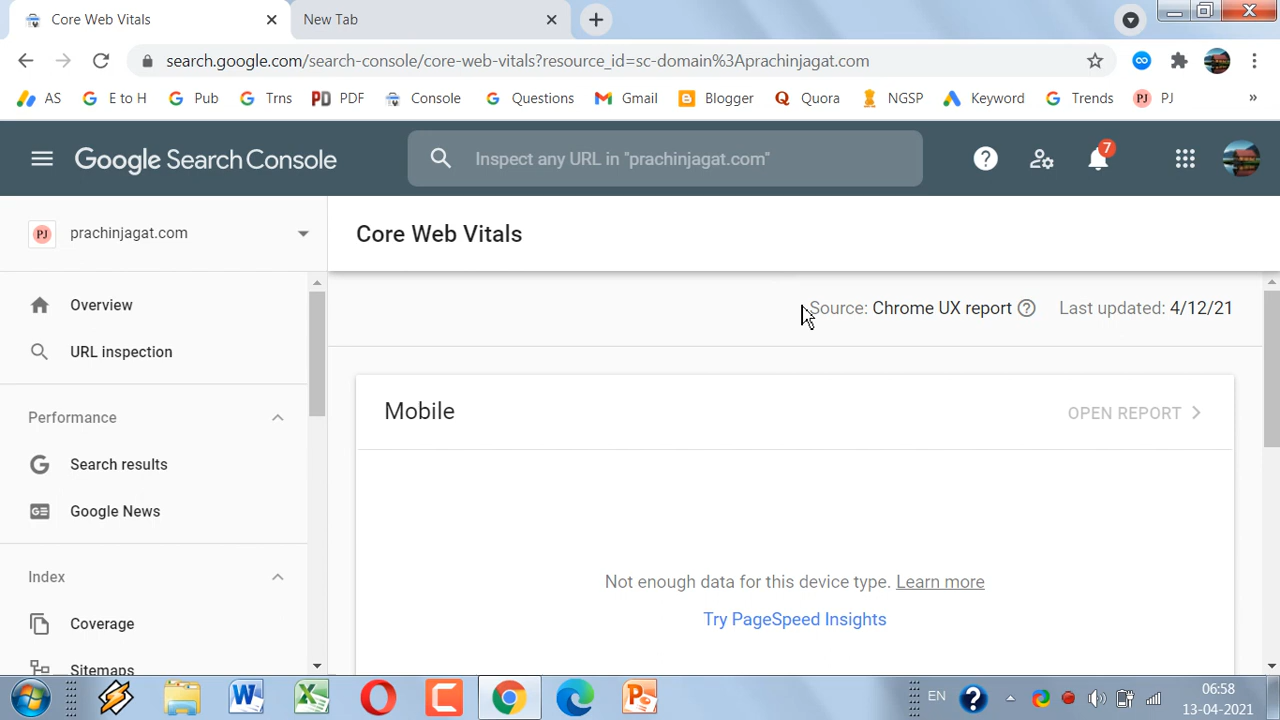 Core Web Vitals
New Tab
search.google.com/search-console/core-web-vitals?resource_id=sc-domain%3Aprachinjagat.com
AS E to H Pub Trns PD PDF Console Questions Gmail Blogger Quora NGSP Keyword Trends PJ PJ »
Google Search Console
Inspect any URL in "prachinjagat.com"
7
PJ prachinjagat.com
Core Web Vitals
Overview
URL inspection
Performance
Search results
Google News
Index
Coverage
Sitemaps
Source: Chrome UX report
Last updated: 4/12/21
Mobile
OPEN REPORT
Not enough data for this device type. Learn more
Try PageSpeed Insights
EN
06:58
13-04-2021